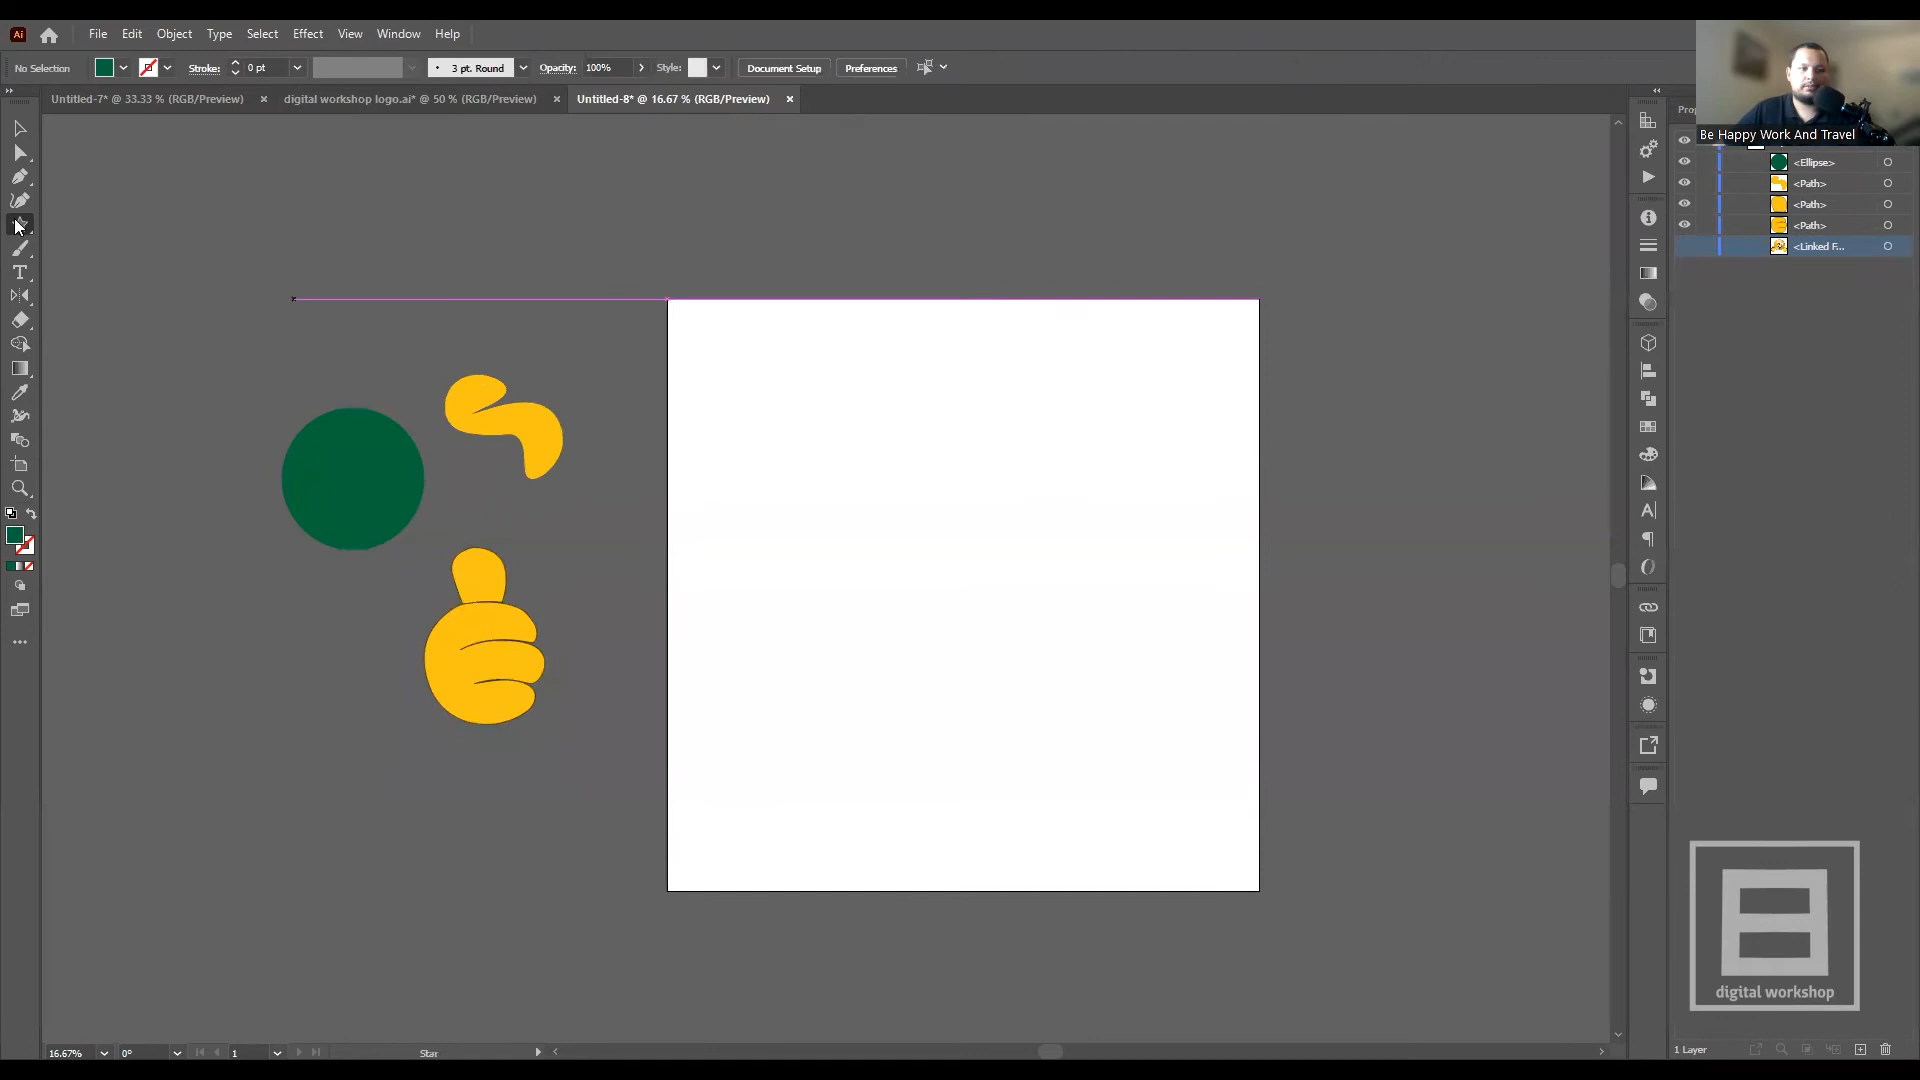 Ai File Edit Object Type Select Effect View Window Help
No Selection Stroke: 0 pt 3 pt. Round Opacity: 100% Style: Document Setup Preferences
Untitled-7* @ 33.33 % (RGB/Preview) × digital workshop logo.ai* @ 50 % (RGB/Preview) × Untitled-8* @ 16.67 % (RGB/Preview) ×
Be Happy Work And Travel
<Ellipse>
<Path>
<Path>
<Path>
<Linked F...
digital workshop
16.67% 0° 1 Star
1 Layer